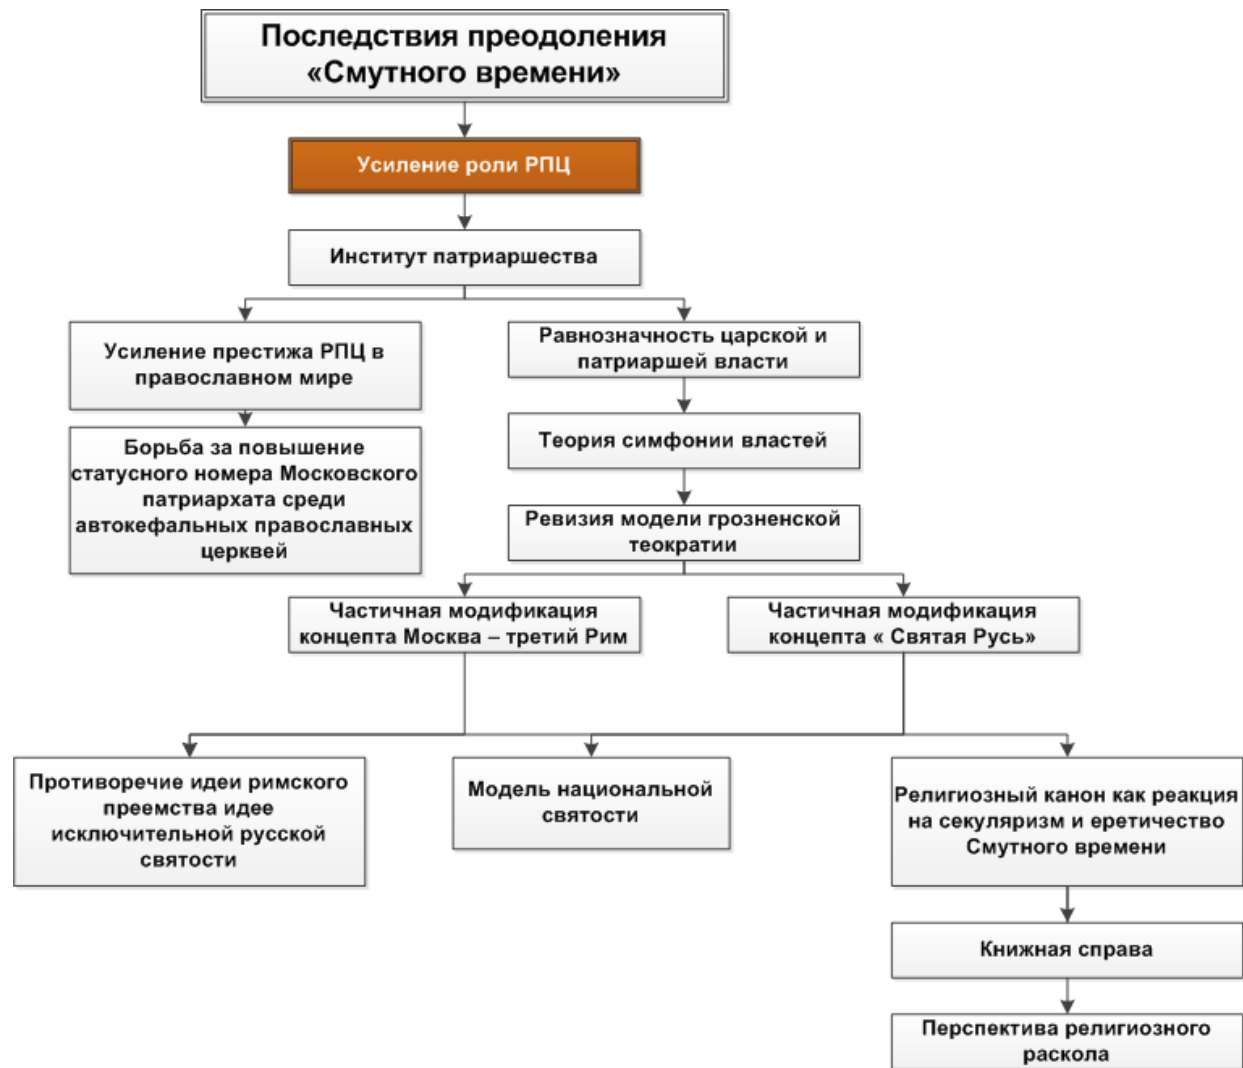 Последствия преодоления
«Смутного времени»
Усиление роли РПЦ
Институт патриаршества
Усиление престижа РПЦ в
православном мире
Равнозначность царской и
патриаршей власти
Борьба за повышение
статусного номера Московского
патриархата среди
автокефальных православных
церквей
Теория симфонии властей
Ревизия модели грозненской
теократии
Частичная модификация
концепта Москва – третий Рим
Частичная модификация
концепта « Святая Русь»
Противоречие идеи римского
преемства идее
исключительной русской
святости
Модель национальной
святости
Религиозный канон как реакция
на секуляризм и еретичество
Смутного времени
Книжная справа
Перспектива религиозного
раскола